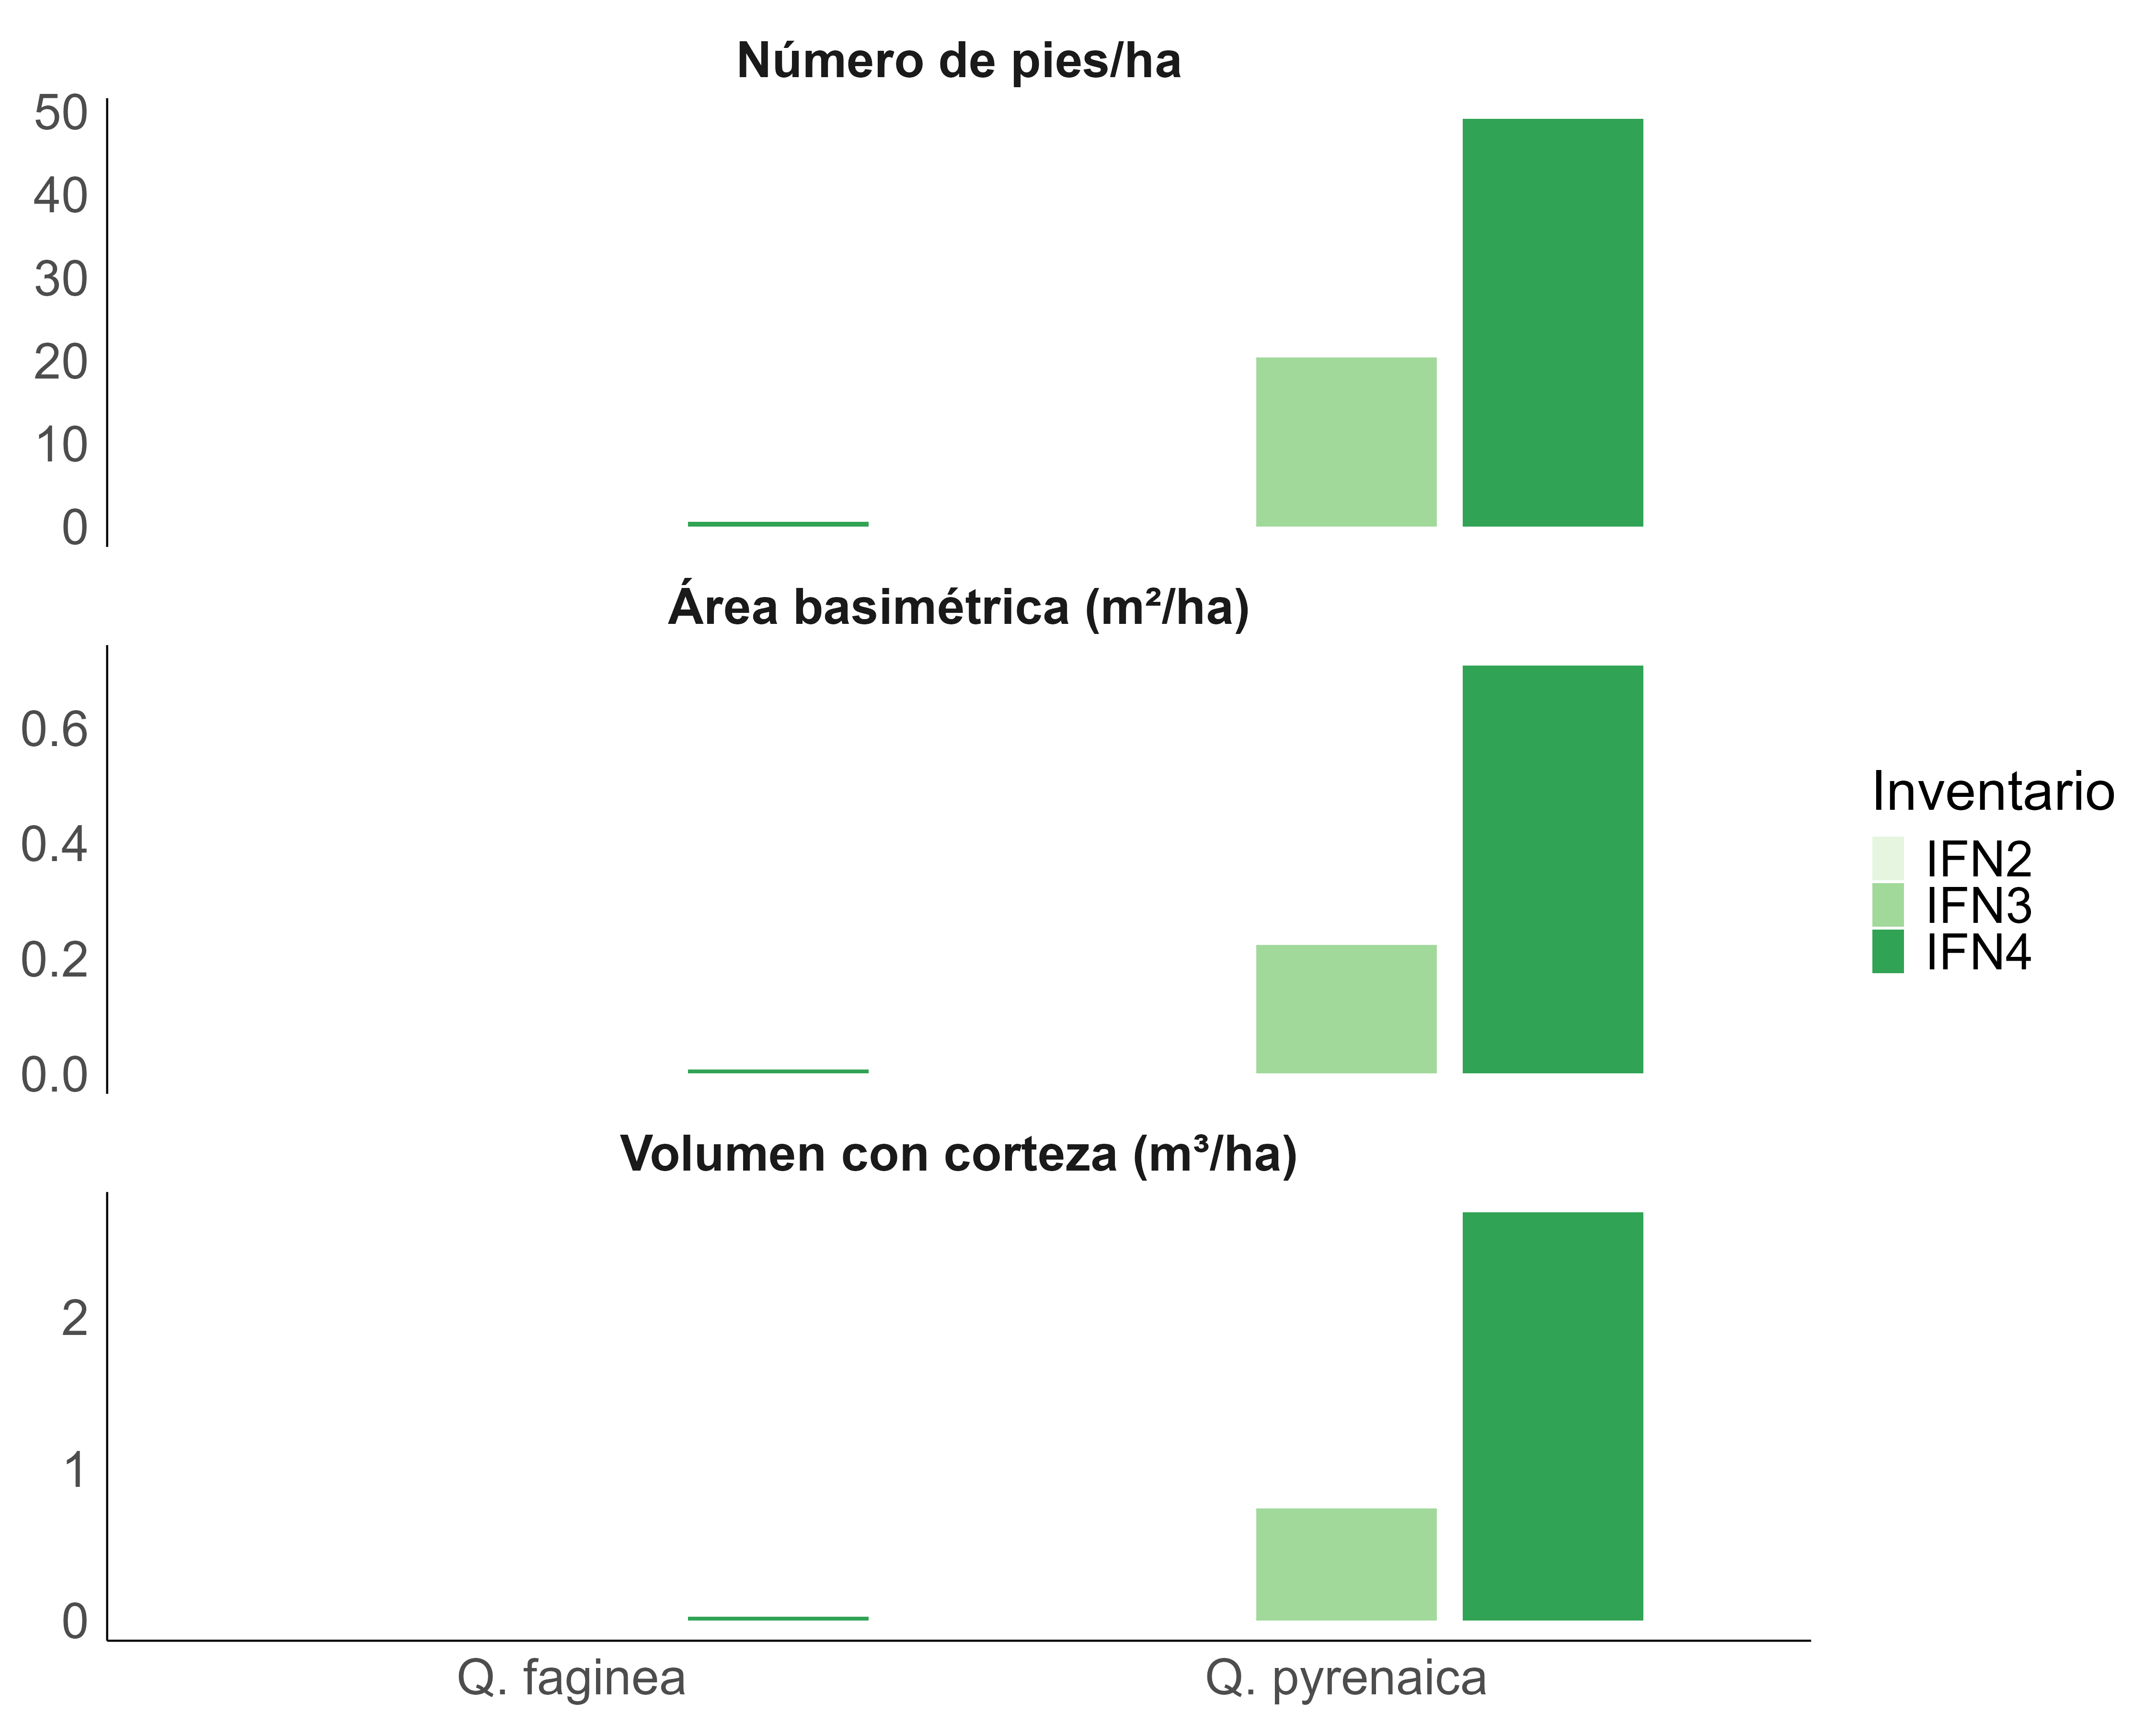 Número de pies/ha
50
40
30
20
10
0
Área basimétrica (m²/ha)
0.6
0.4
0.2
0.0
Volumen con corteza (m³/ha)
2
1
0
Q. faginea
Q. pyrenaica
Inventario
IFN2
IFN3
IFN4